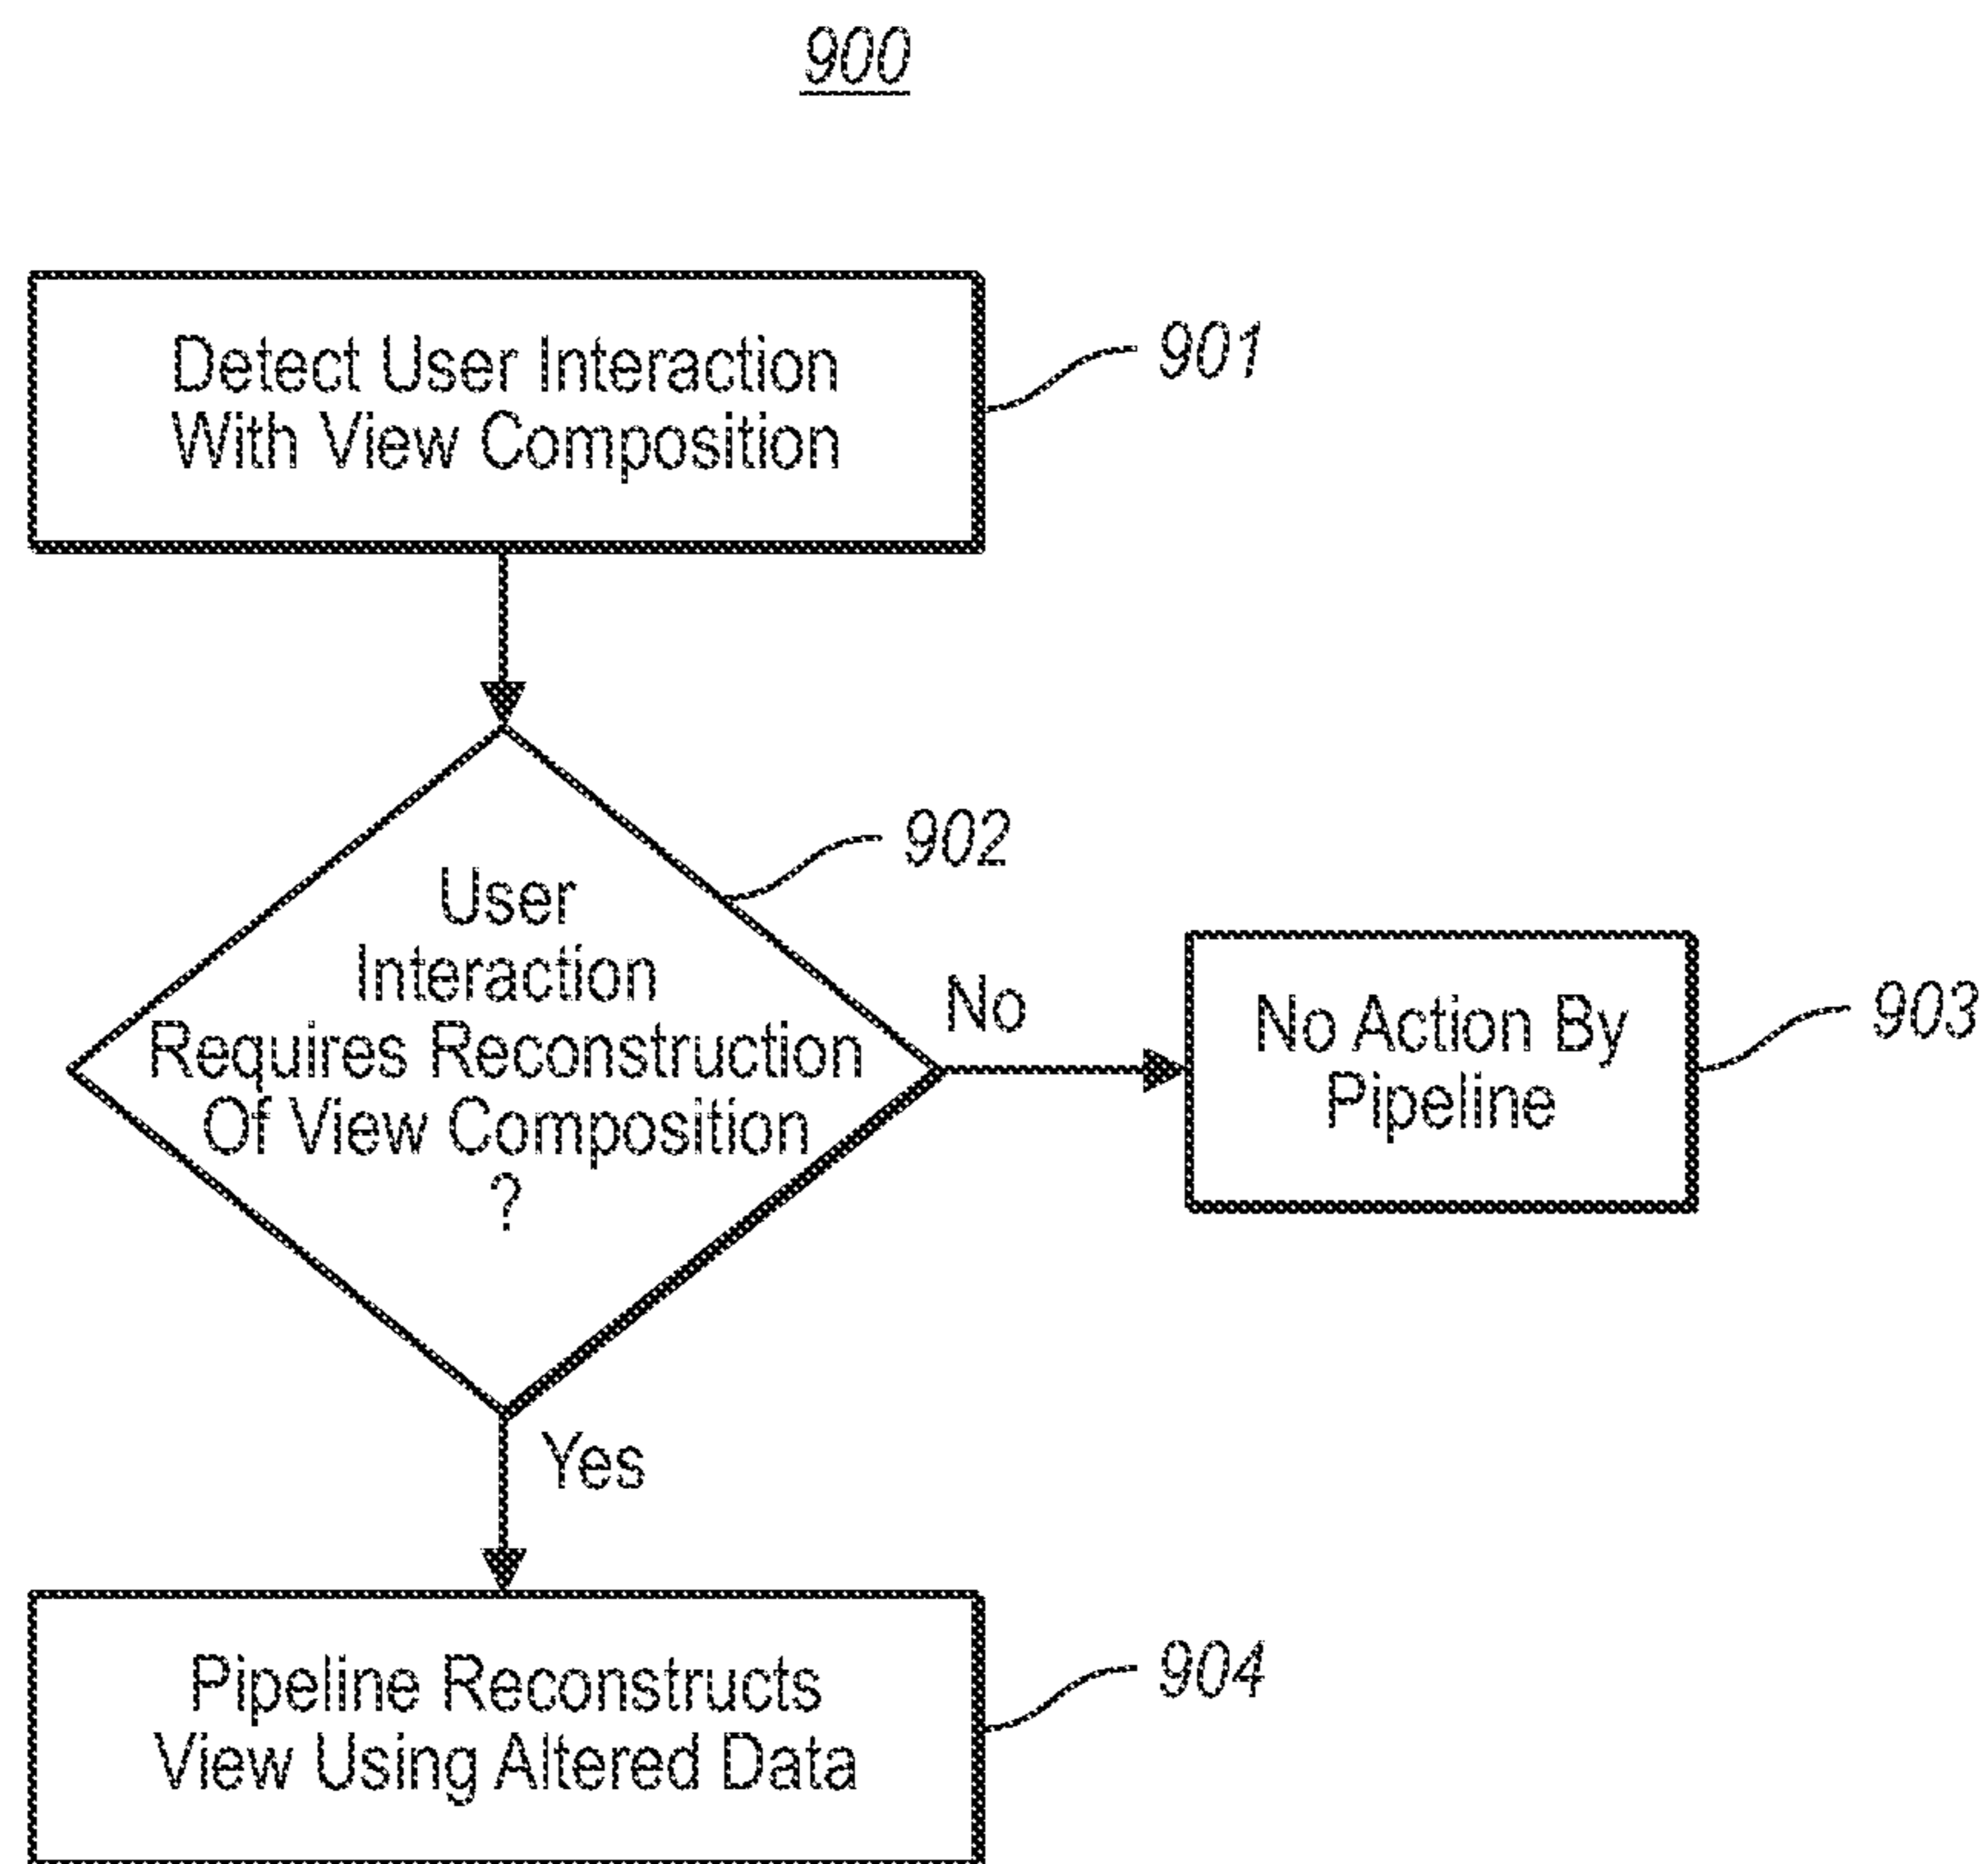 900
Detect User Interaction
With View Composition
901
902
User
Interaction
Requires Reconstruction
Of View Composition
?
No
No Action By
Pipeline
903
Yes
Pipeline Reconstructs
View Using Altered Data
904